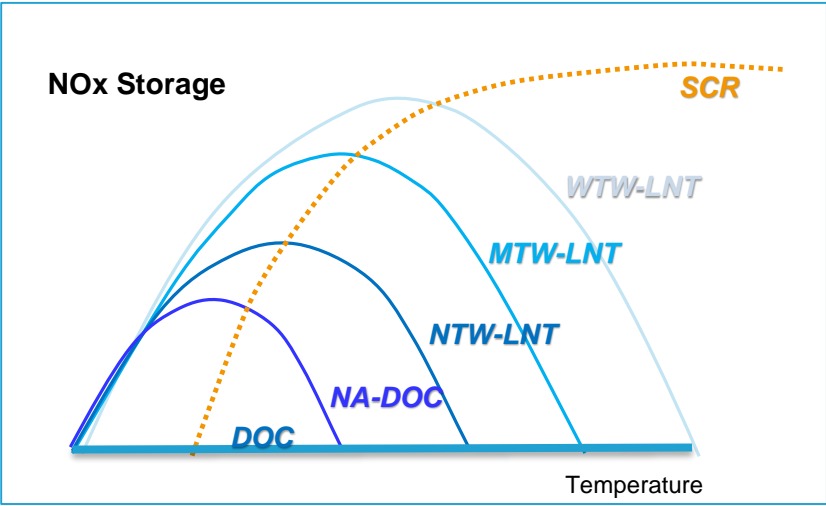 NOx Storage
SCR
WTW-LNT
MTW-LNT
NTW-LNT
NA-DOC
DOC
Temperature